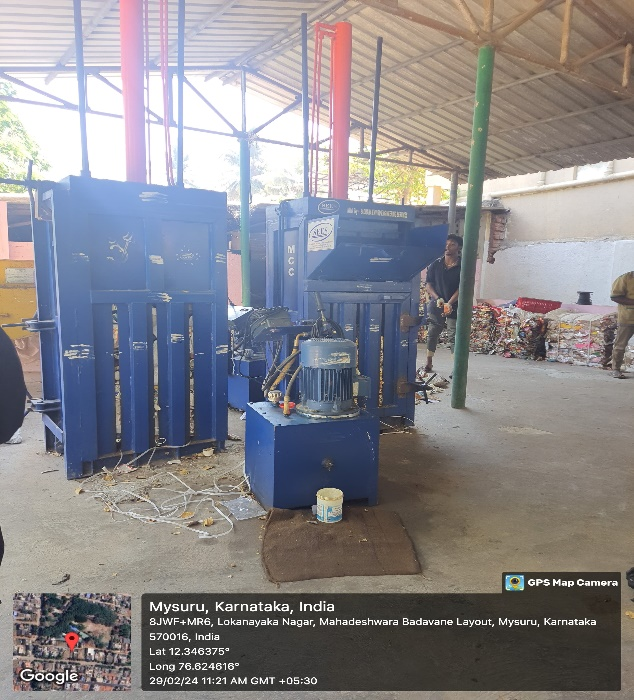 MCC
GPS Map Camera
Mysuru, Karnataka, India
8JWF+MR6, Lokanayaka Nagar, Mahadeshwara Badavane Layout, Mysuru, Karnataka
570016, India
Lat 12.346375°
Long 76.624616°
29/02/24 11:21 AM GMT +05:30
Google